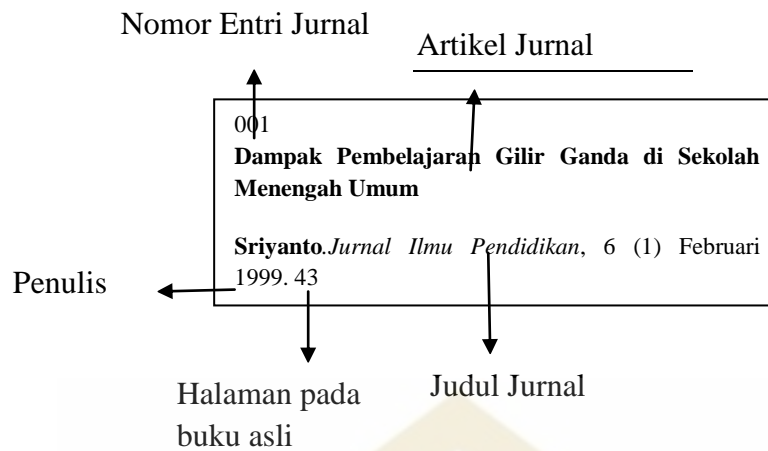 Nomor Entri Jurnal
Artikel Jurnal
001
Dampak Pembelajaran Gilir Ganda di Sekolah
Menengah Umum
Sriyanto.Jurnal Ilmu Pendidikan, 6 (1) Februari
1999. 43
Penulis
Halaman pada
buku asli
Judul Jurnal